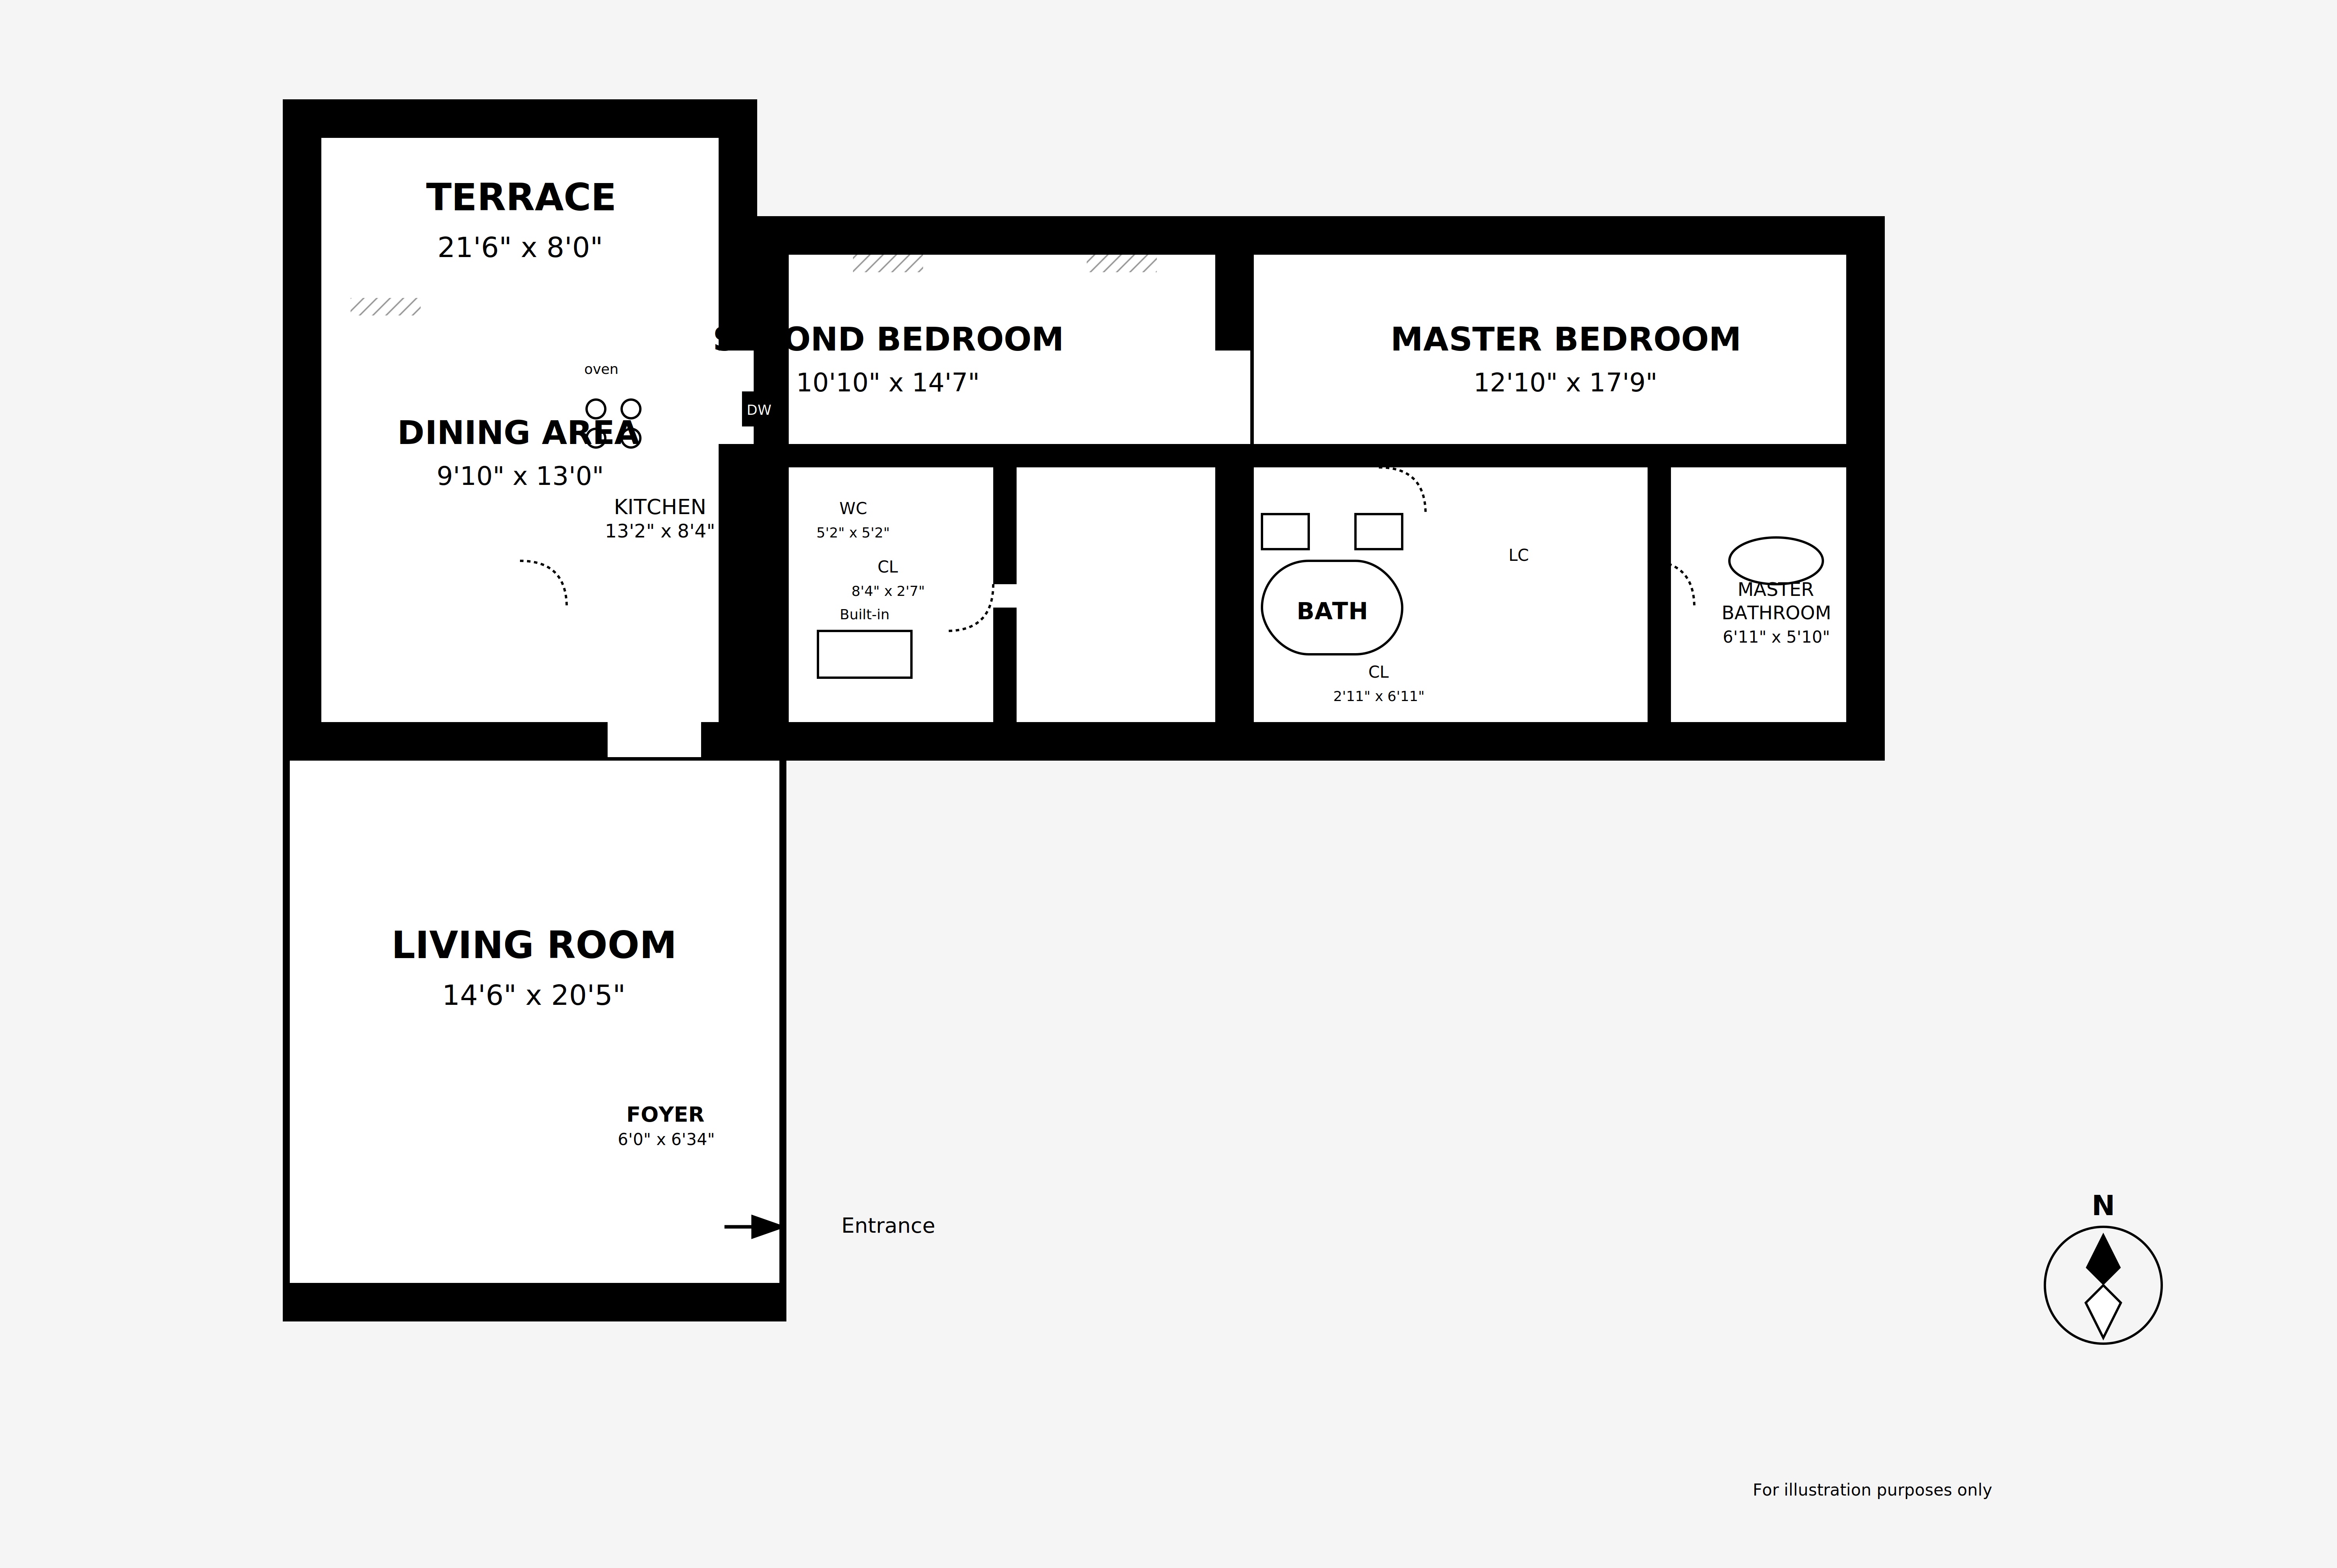 TERRACE
21'6" x 8'0"
OND BEDROOM
10'10" x 14'7"
MASTER BEDROOM
12'10" x 17'9"
oven
DW
DINING AREA
9'10" x 13'0"
KITCHEN
13'2" x 8'4"
WC
5'2" x 5'2"
CL
8'4" x 2'7"
Built-in
BATH
LC
CL
2'11" x 6'11"
MASTER
BATHROOM
6'11" x 5'10"
LIVING ROOM
14'6" x 20'5"
FOYER
6'0" x 6'34"
Entrance
N
For illustration purposes only